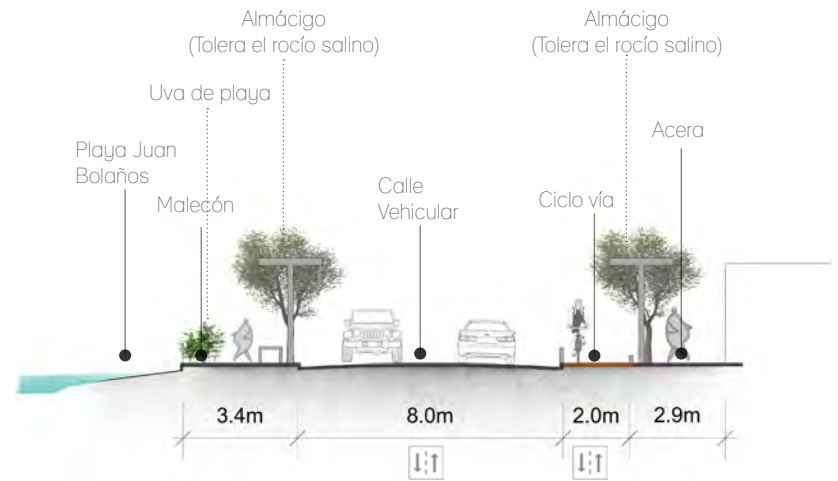 Almácigo
(Tolera el rocío salino)
Almácigo
(Tolera el rocío salino)
Uva de playa
Acera
Playa Juan
Bolaños
Malecón
Calle
Vehicular
Ciclo vía
3.4m
8.0m
2.0m
2.9m